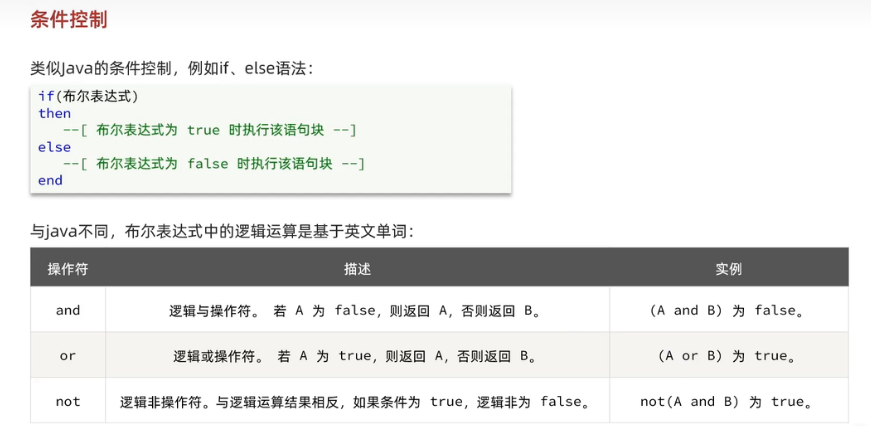 条件控制
类似Java的条件控制，例如if、else语法：
if(布尔表达式)
then
--[ 布尔表达式为 true 时执行该语句块 --]
else
--[ 布尔表达式为 false 时执行该语句块 --]
end
与java不同，布尔表达式中的逻辑运算是基于英文单词：
操作符 描述 实例
and 逻辑与操作符。 若 A 为 false，则返回 A，否则返回 B。 (A and B) 为 false。
or 逻辑或操作符。 若 A 为 true，则返回 A，否则返回 B。 (A or B) 为 true。
not 逻辑非操作符。与逻辑运算结果相反，如果条件为 true，逻辑非为 false。 not(A and B) 为 true。